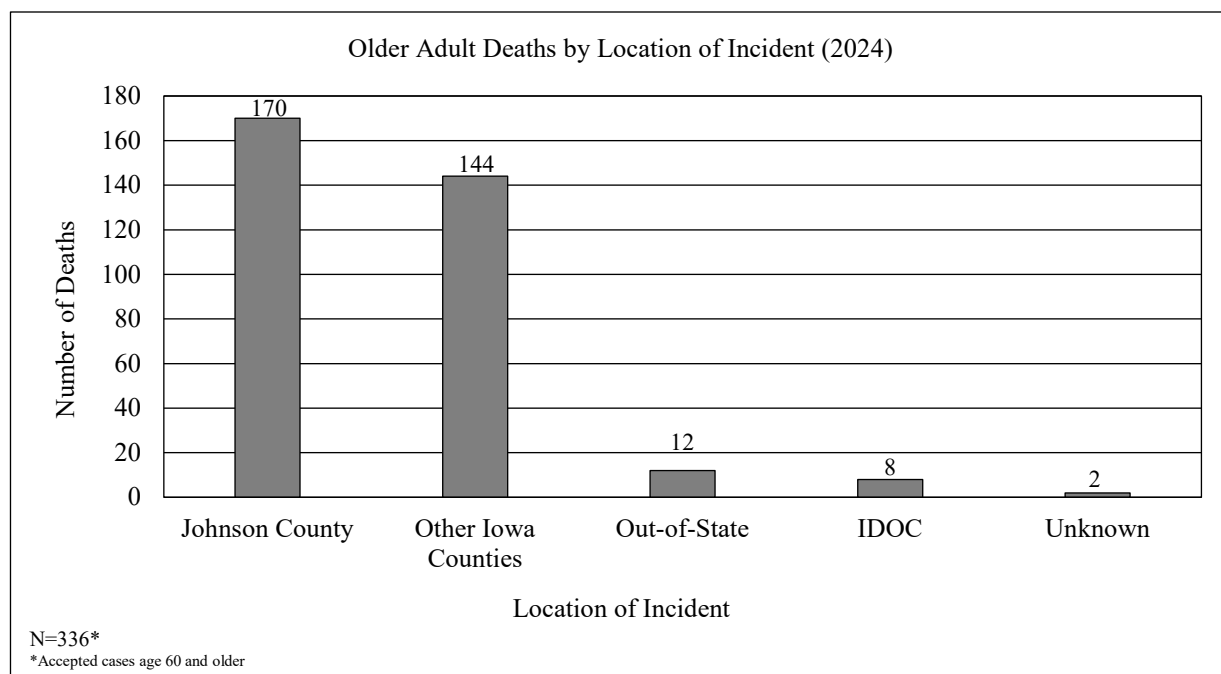 Older Adult Deaths by Location of Incident (2024)
Number of Deaths
180
160
140
120
100
80
60
40
20
0
170
144
12
8
2
Johnson County
Other Iowa
Counties
Out-of-State
IDOC
Unknown
Location of Incident
N=336*
*Accepted cases age 60 and older